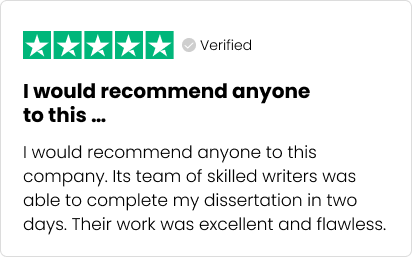 Verified
I would recommend anyone
to this ...
I would recommend anyone to this
company. Its team of skilled writers was
able to complete my dissertation in two
days. Their work was excellent and flawless.